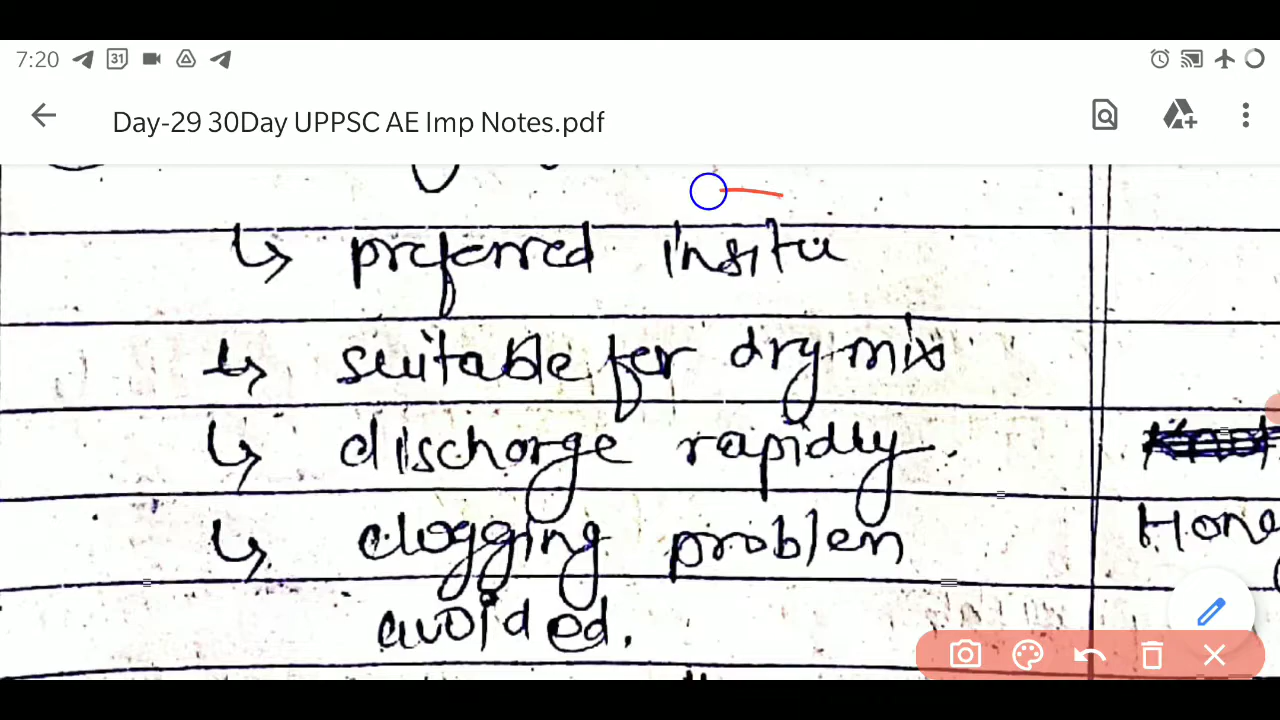 7:20
31
Day-29 30Day UPPSC AE Imp Notes.pdf
↳ preferred insitu
↳ suitable for dry mix
↳ discharge rapidly.
↳ clogging problem
avoided.
Hone